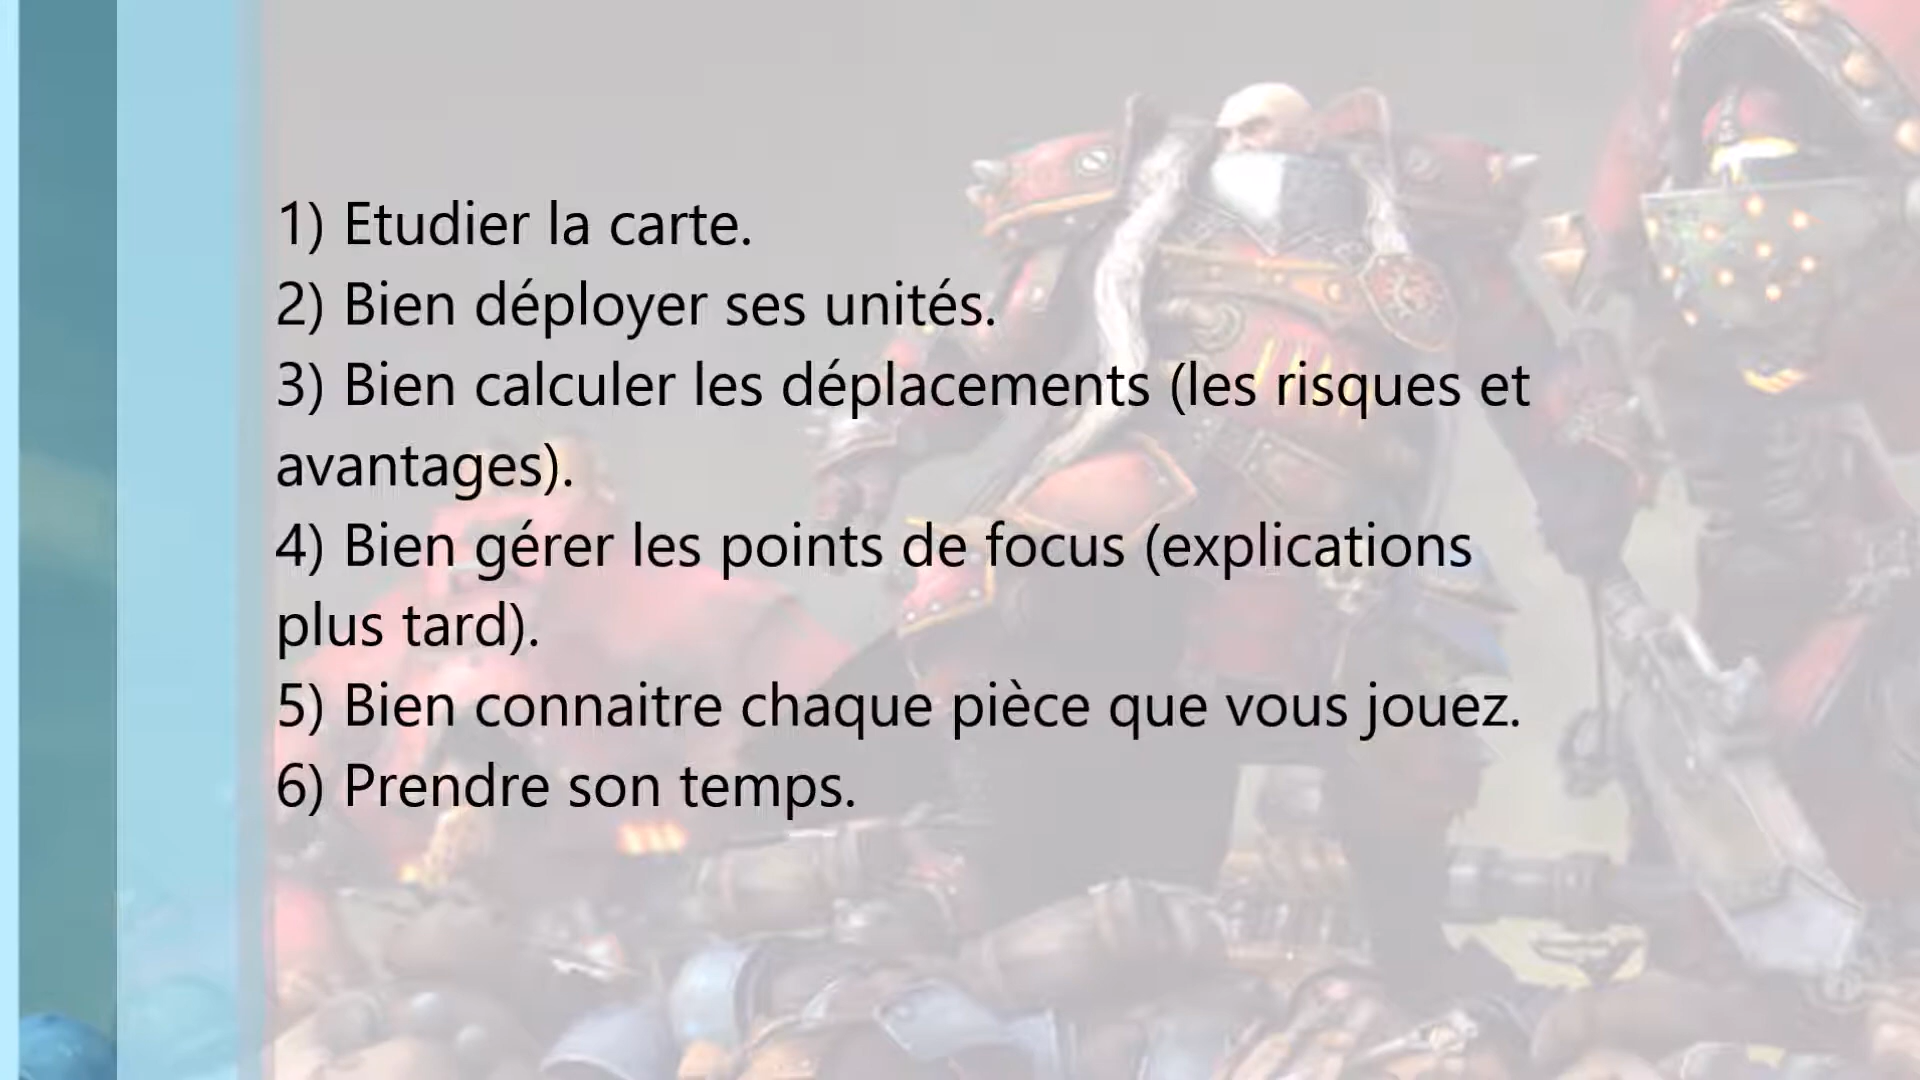 1) Etudier la carte.
2) Bien déployer ses unités.
3) Bien calculer les déplacements (les risques et
avantages).
4) Bien gérer les points de focus (explications
plus tard).
5) Bien connaitre chaque pièce que vous jouez.
6) Prendre son temps.